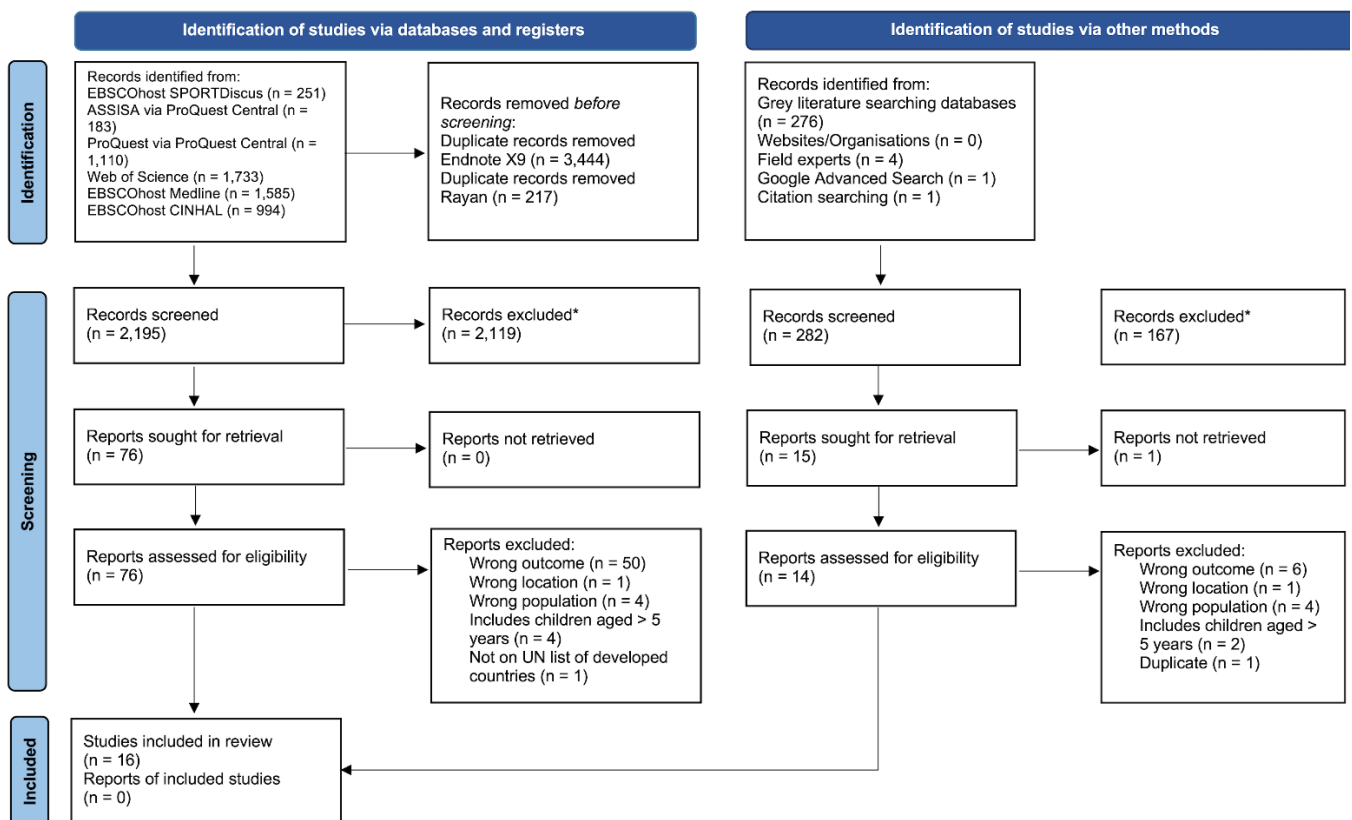 Identification of studies via databases and registers
Identification of studies via other methods
Identification
Records identified from:
EBSCOhost SPORTDiscus (n = 251)
ASSISA via ProQuest Central (n =
183)
ProQuest via ProQuest Central (n =
1,110)
Web of Science (n = 1,733)
EBSCOhost Medline (n = 1,585)
EBSCOhost CINHAL (n = 994)
Records removed before
screening:
Duplicate records removed
Endnote X9 (n = 3,444)
Duplicate records removed
Rayan (n = 217)
Records identified from:
Grey literature searching databases
(n = 276)
Websites/Organisations (n = 0)
Field experts (n = 4)
Google Advanced Search (n = 1)
Citation searching (n = 1)
Screening
Records screened
(n = 2,195)
Records excluded*
(n = 2,119)
Records screened
(n = 282)
Records excluded*
(n = 167)
Reports sought for retrieval
(n = 76)
Reports not retrieved
(n = 0)
Reports sought for retrieval
(n = 15)
Reports not retrieved
(n = 1)
Reports assessed for eligibility
(n = 76)
Reports excluded:
Wrong outcome (n = 50)
Wrong location (n = 1)
Wrong population (n = 4)
Includes children aged > 5
years (n = 4)
Not on UN list of developed
countries (n = 1)
Reports assessed for eligibility
(n = 14)
Reports excluded:
Wrong outcome (n = 6)
Wrong location (n = 1)
Wrong population (n = 4)
Includes children aged >
5 years (n = 2)
Duplicate (n = 1)
Included
Studies included in review
(n = 16)
Reports of included studies
(n = 0)